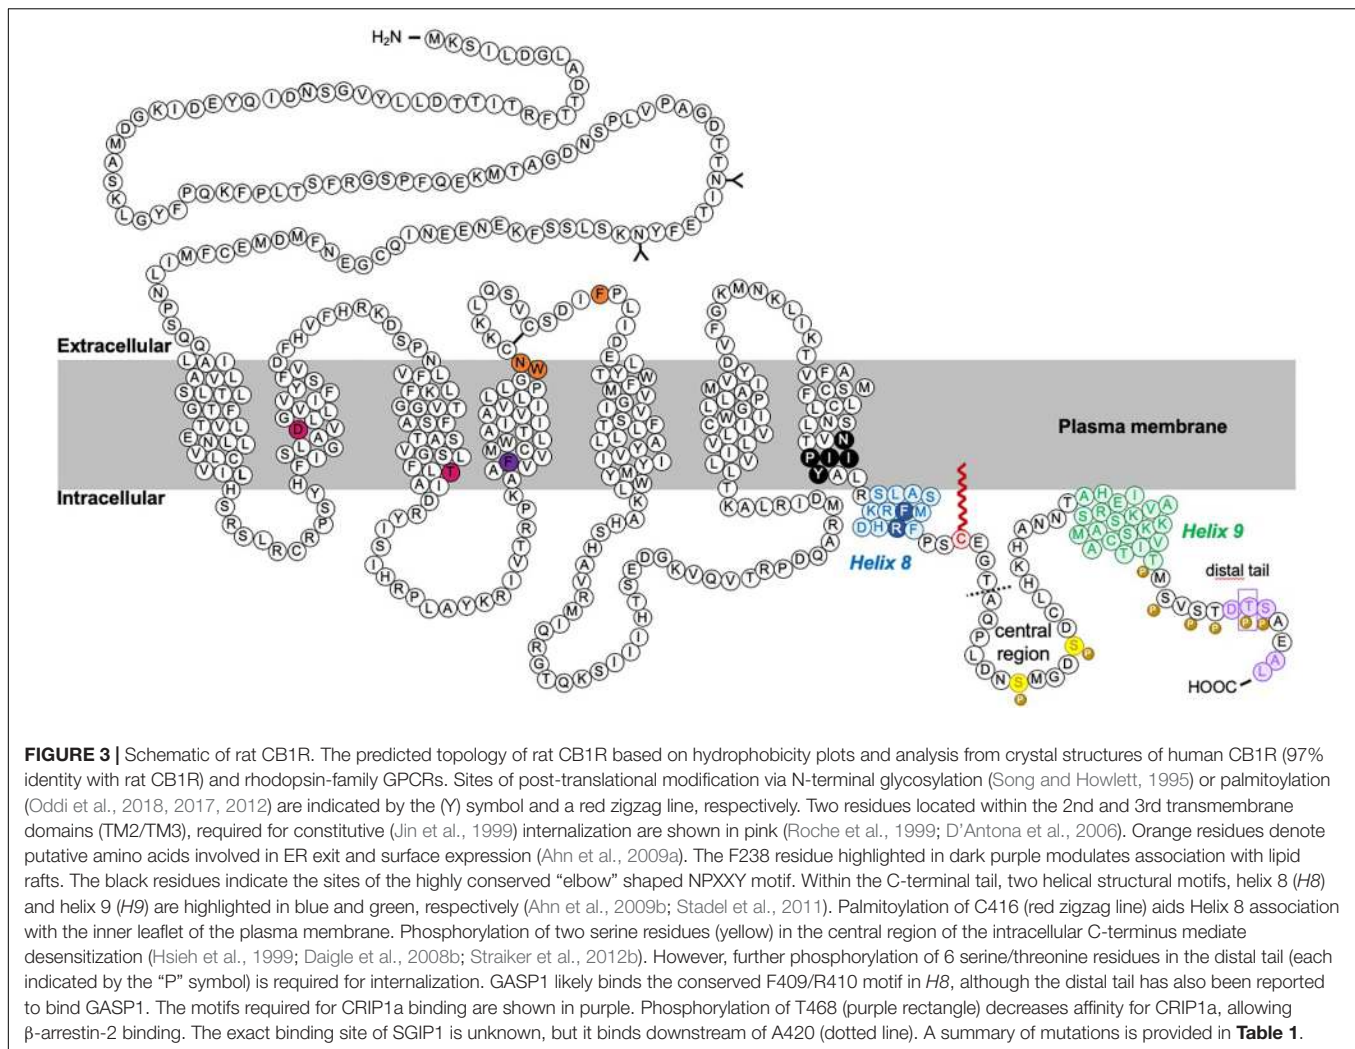 H₂N
MKSILDGLADTTFRTITTDLLYVGSNDIQYEDIKGDMASKLGYFPQKFPLTSFRGSPFQEKMTAGDNSPLVPAGDTTNITEFYNKSLSSFKENEENIQCGENFMDMECFMILNPSQQ
HSRSLRCRPSYH
DFHVFHRKDSPN
DRYISIHRPLAYKRIVTRPKA
KKLQSVCSDIFPLIDE
KAHSHAVRMIQRGTQKSIIIHTSEDGKVQVTRPDQARMDIRLAKT
GKMNKLIKT
Extracellular
Plasma membrane
Intracellular
Helix 8
Helix 9
PSCEGTAQPLDNSMGDSDCLHKHANNT
central
region
distal tail
MSVSTDTSAEAL
HOOC
FIGURE 3 | Schematic of rat CB1R. The predicted topology of rat CB1R based on hydrophobicity plots and analysis from crystal structures of human CB1R (97%
identity with rat CB1R) and rhodopsin-family GPCRs. Sites of post-translational modification via N-terminal glycosylation (Song and Howlett, 1995) or palmitoylation
(Oddi et al., 2018, 2017, 2012) are indicated by the (Y) symbol and a red zigzag line, respectively. Two residues located within the 2nd and 3rd transmembrane
domains (TM2/TM3), required for constitutive (Jin et al., 1999) internalization are shown in pink (Roche et al., 1999; D'Antona et al., 2006). Orange residues denote
putative amino acids involved in ER exit and surface expression (Ahn et al., 2009a). The F238 residue highlighted in dark purple modulates association with lipid
rafts. The black residues indicate the sites of the highly conserved “elbow” shaped NPXXY motif. Within the C-terminal tail, two helical structural motifs, helix 8 (H8)
and helix 9 (H9) are highlighted in blue and green, respectively (Ahn et al., 2009b; Stadel et al., 2011). Palmitoylation of C416 (red zigzag line) aids Helix 8 association
with the inner leaflet of the plasma membrane. Phosphorylation of two serine residues (yellow) in the central region of the intracellular C-terminus mediate
desensitization (Hsieh et al., 1999; Daigle et al., 2008b; Straiker et al., 2012b). However, further phosphorylation of 6 serine/threonine residues in the distal tail (each
indicated by the “P” symbol) is required for internalization. GASP1 likely binds the conserved F409/R410 motif in H8, although the distal tail has also been reported
to bind GASP1. The motifs required for CRIP1a binding are shown in purple. Phosphorylation of T468 (purple rectangle) decreases affinity for CRIP1a, allowing
β-arrestin-2 binding. The exact binding site of SGIP1 is unknown, but it binds downstream of A420 (dotted line). A summary of mutations is provided in Table 1.